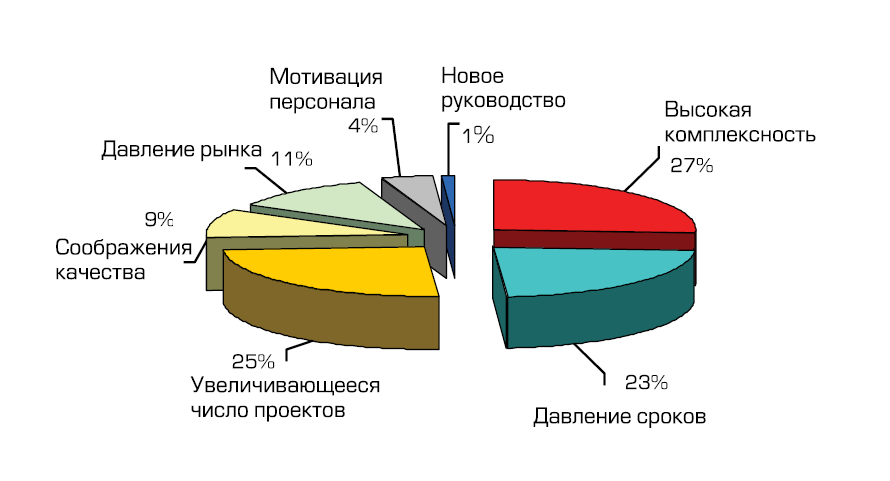 Мотивация
персонала
4%
Новое
руководство
1%
Высокая
комплексность
27%
Давление рынка
11%
9%
Соображения
качества
25%
Увеличивающееся
число проектов
23%
Давление сроков